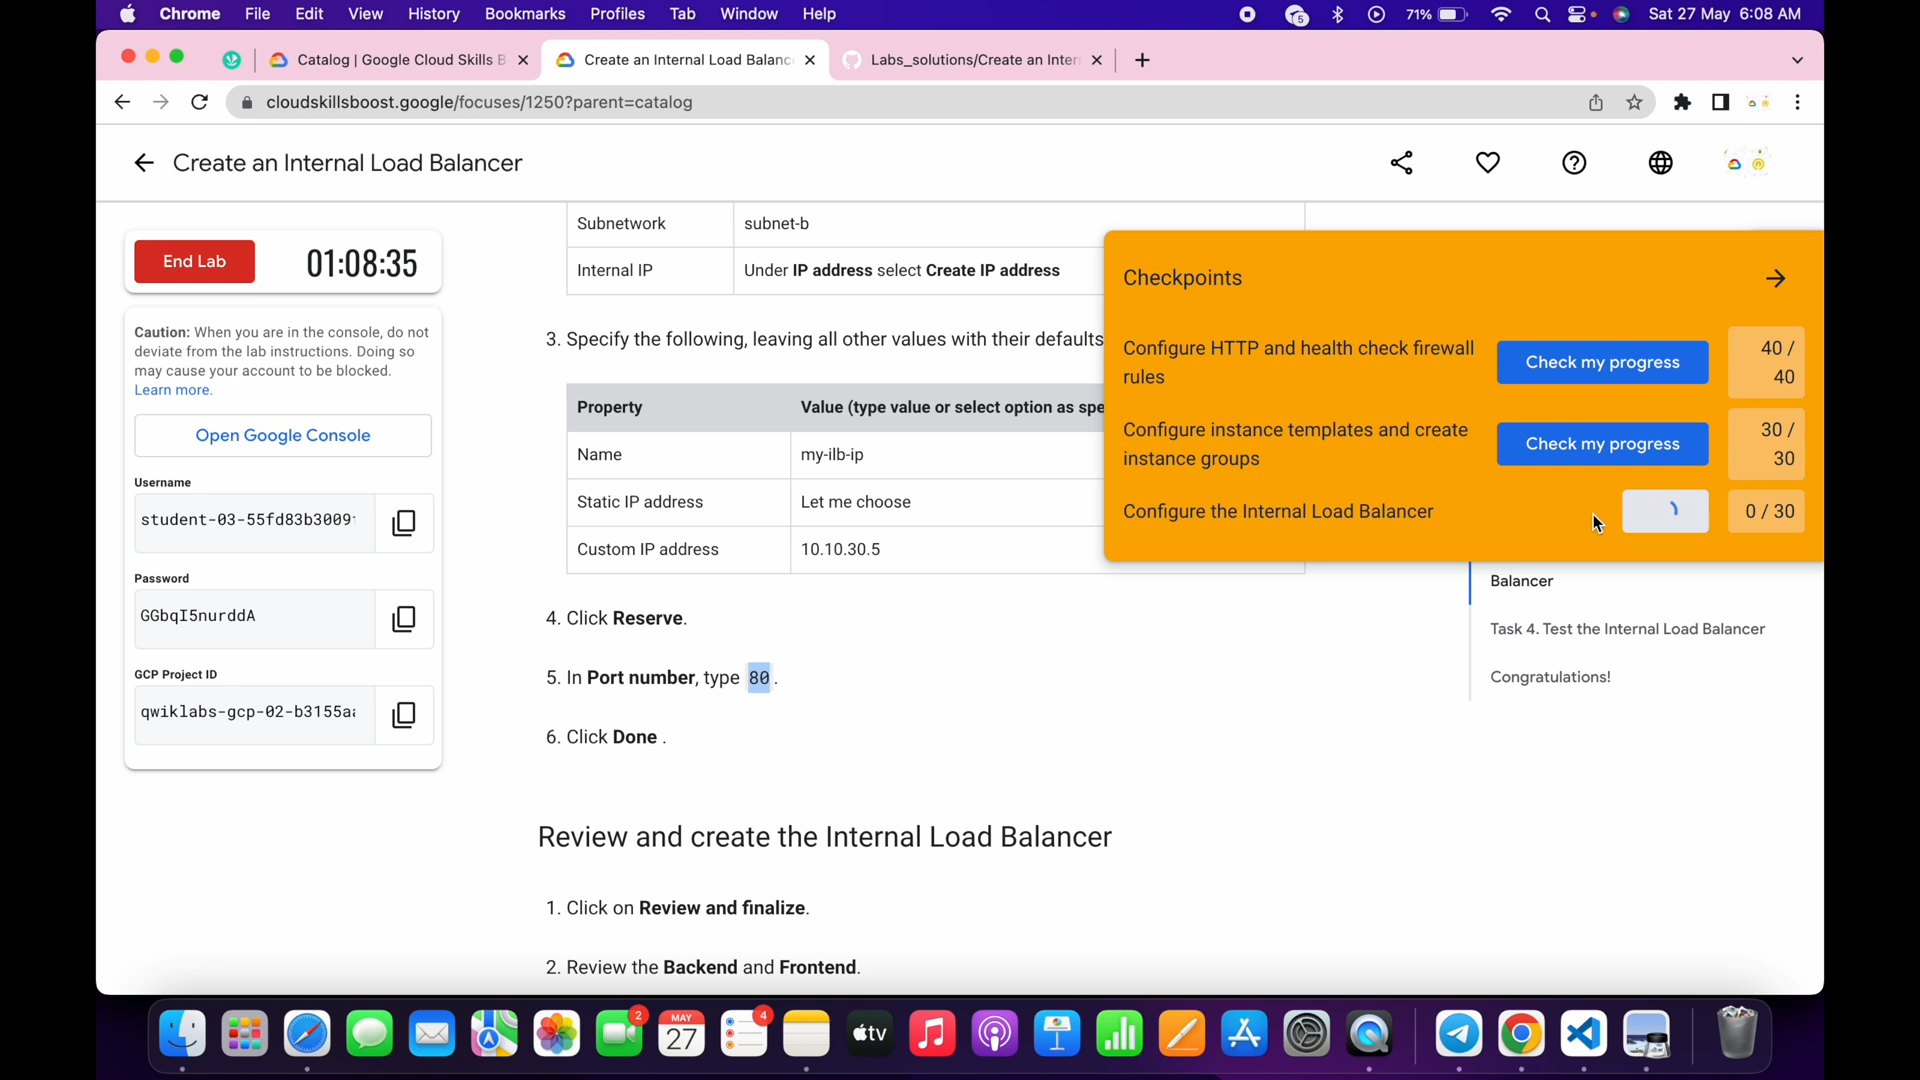 Chrome File Edit View History Bookmarks Profiles Tab Window Help
5
71%
Sat 27 May 6:08 AM
Catalog | Google Cloud Skills B
Create an Internal Load Balanc
Labs_solutions/Create an Inter
cloudskillsboost.google/focuses/1250?parent=catalog
Create an Internal Load Balancer
End Lab
01:08:35
Caution: When you are in the console, do not
deviate from the lab instructions. Doing so
may cause your account to be blocked.
Learn more.
Open Google Console
Username
student-03-55fd83b3009
Password
GGbqI5nurddA
GCP Project ID
qwiklabs-gcp-02-b3155a
Subnetwork subnet-b
Internal IP Under IP address select Create IP address
3. Specify the following, leaving all other values with their defaults
Property Value (type value or select option as spe
Name my-ilb-ip
Static IP address Let me choose
Custom IP address 10.10.30.5
4. Click Reserve.
5. In Port number, type 80.
6. Click Done .
Review and create the Internal Load Balancer
1. Click on Review and finalize.
2. Review the Backend and Frontend.
Checkpoints
Configure HTTP and health check firewall
rules
Check my progress
40 /
40
Configure instance templates and create
instance groups
Check my progress
30 /
30
Configure the Internal Load Balancer
0 / 30
Balancer
Task 4. Test the Internal Load Balancer
Congratulations!
2
MAY
27
4
tv